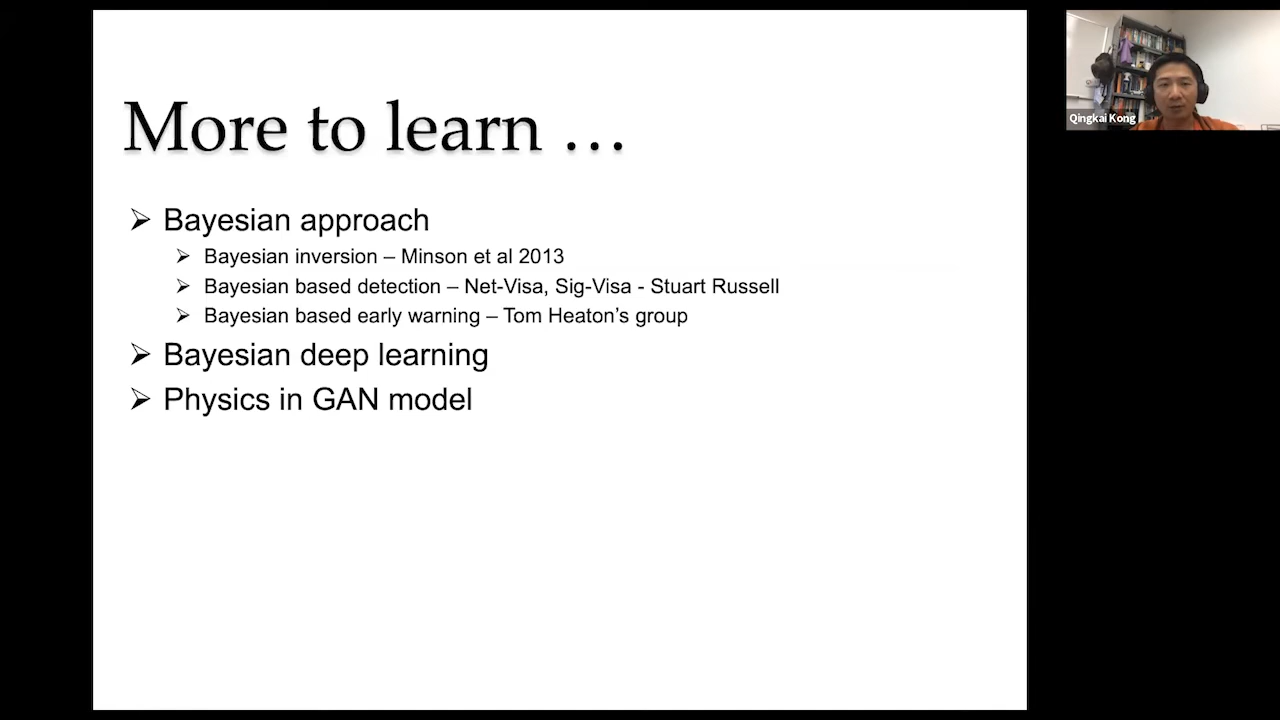 More to learn …
➢ Bayesian approach
➢ Bayesian inversion – Minson et al 2013
➢ Bayesian based detection – Net-Visa, Sig-Visa - Stuart Russell
➢ Bayesian based early warning – Tom Heaton’s group
➢ Bayesian deep learning
➢ Physics in GAN model
Qingkai Kong